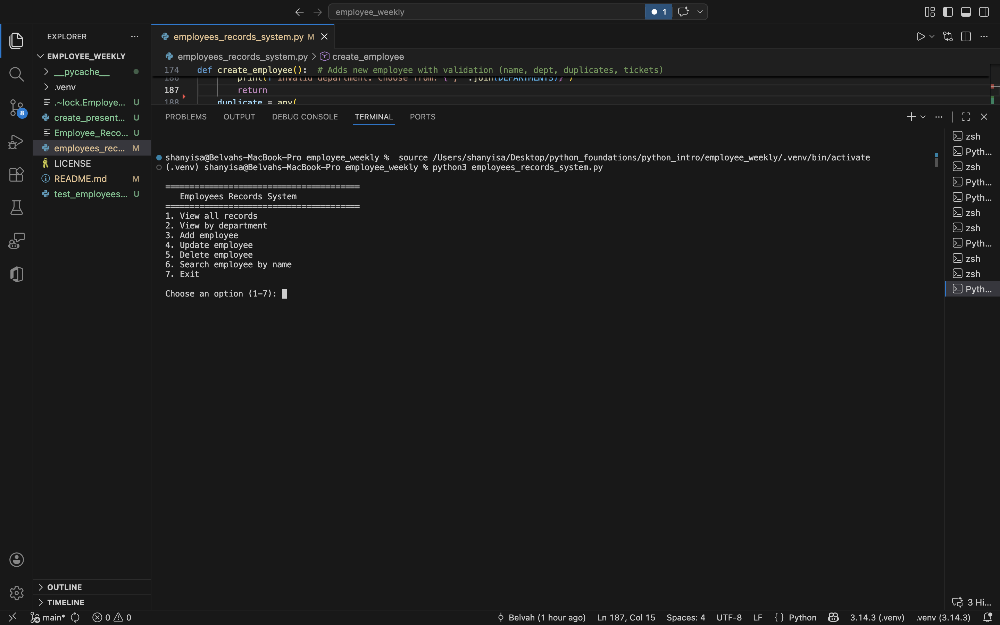 employee_weekly
1
EXPLORER
EMPLOYEE_WEEKLY
__pycache__
.venv
.~lock.Employe... U
create_present... U
Employee_Reco... U
employees_rec... M
LICENSE
README.md M
test_employees... U
OUTLINE
TIMELINE
8
employees_records_system.py M
employees_records_system.py > create_employee
174 def create_employee():  # Adds new employee with validation (name, dept, duplicates, tickets)
186 print(f"Invalid department. Choose from: {', '.join(DEPARTMENTS)}")
187 return
188 duplicate = any(
PROBLEMS OUTPUT DEBUG CONSOLE TERMINAL PORTS
shanyisa@Belvahs-MacBook-Pro employee_weekly %  source /Users/shanyisa/Desktop/python_foundations/python_intro/employee_weekly/.venv/bin/activate
(.venv) shanyisa@Belvahs-MacBook-Pro employee_weekly % python3 employees_records_system.py
========================================
Employees Records System
========================================
1. View all records
2. View by department
3. Add employee
4. Update employee
5. Delete employee
6. Search employee by name
7. Exit
Choose an option (1-7):
zsh
Pyth...
zsh
Pyth...
Pyth...
zsh
zsh
Pyth...
zsh
zsh
Pyth...
3 Hi...
main* 0 0 Belvah (1 hour ago) Ln 187, Col 15 Spaces: 4 UTF-8 LF {} Python 3.14.3 (.venv) .venv (3.14.3)